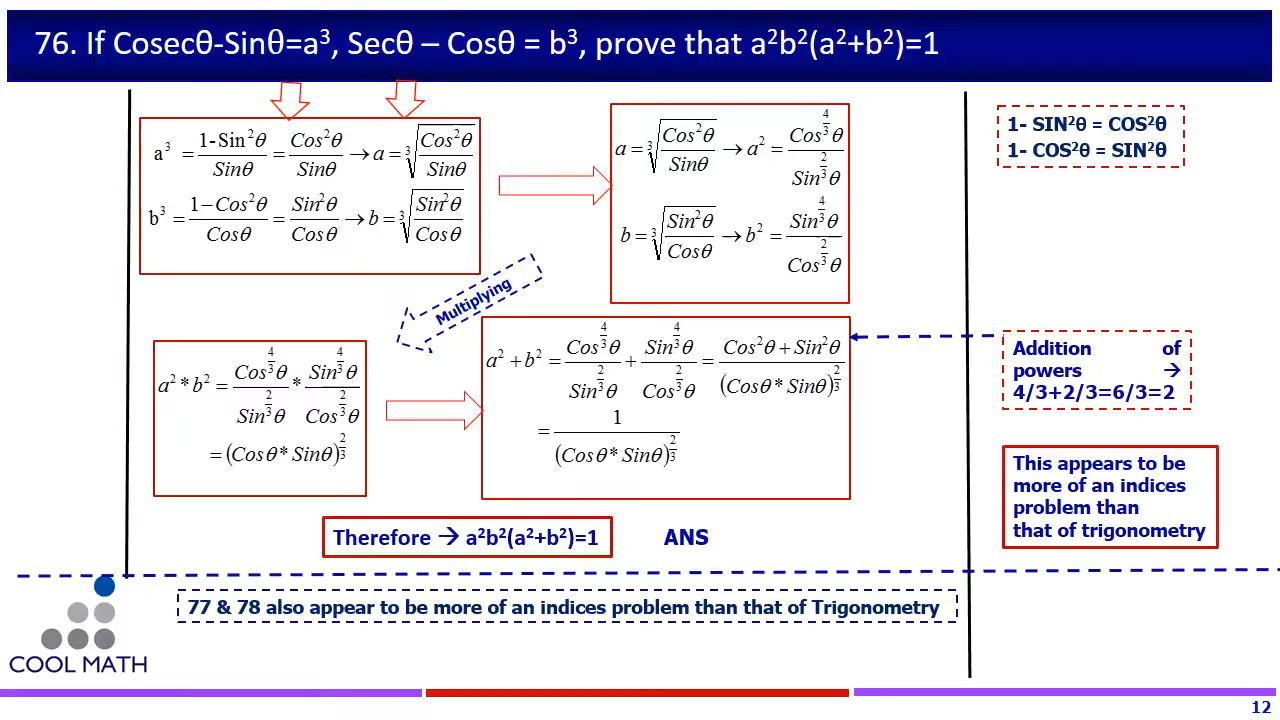 76. If Cosecθ-Sinθ=a³, Secθ – Cosθ = b³, prove that a²b²(a²+b²)=1
a³ = (1-Sin²θ)/Sinθ = Cos²θ/Sinθ → a = ∛(Cos²θ/Sinθ)
b³ = (1−Cos²θ)/Cosθ = Sin²θ/Cosθ → b = ∛(Sin²θ/Cosθ)
a = ∛(Cos²θ/Sinθ) → a² = Cos^(4/3)θ/Sin^(2/3)θ
b = ∛(Sin²θ/Cosθ) → b² = Sin^(4/3)θ/Cos^(2/3)θ
1- SIN²θ = COS²θ
1- COS²θ = SIN²θ
Multiplying
a² * b² = Cos^(4/3)θ/Sin^(2/3)θ * Sin^(4/3)θ/Cos^(2/3)θ
= (Cosθ * Sinθ)^(2/3)
a² + b² = Cos^(4/3)θ/Sin^(2/3)θ + Sin^(4/3)θ/Cos^(2/3)θ = (Cos²θ + Sin²θ)/(Cosθ * Sinθ)^(2/3)
= 1/(Cosθ * Sinθ)^(2/3)
Addition of
powers →
4/3+2/3=6/3=2
This appears to be
more of an indices
problem than
that of trigonometry
Therefore → a²b²(a²+b²)=1 ANS
77 & 78 also appear to be more of an indices problem than that of Trigonometry
COOL MATH
12